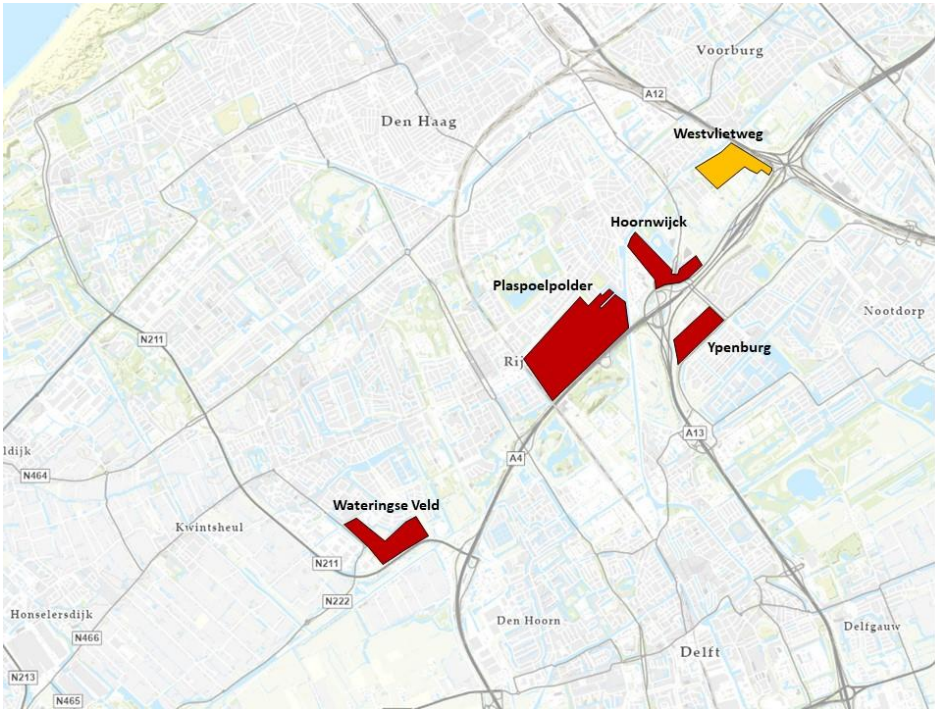 Voorburg
A12
Den Haag
Westvlietweg
Hoornwijck
Plaspoelpolder
Nootdorp
N211
Rij
Ypenburg
A13
ldijk
A4
N464
Wateringse Veld
Kwintsheul
N211
N222
Honselersdijk
Den Hoorn
Delfgauw
N466
Delft
N213
N465